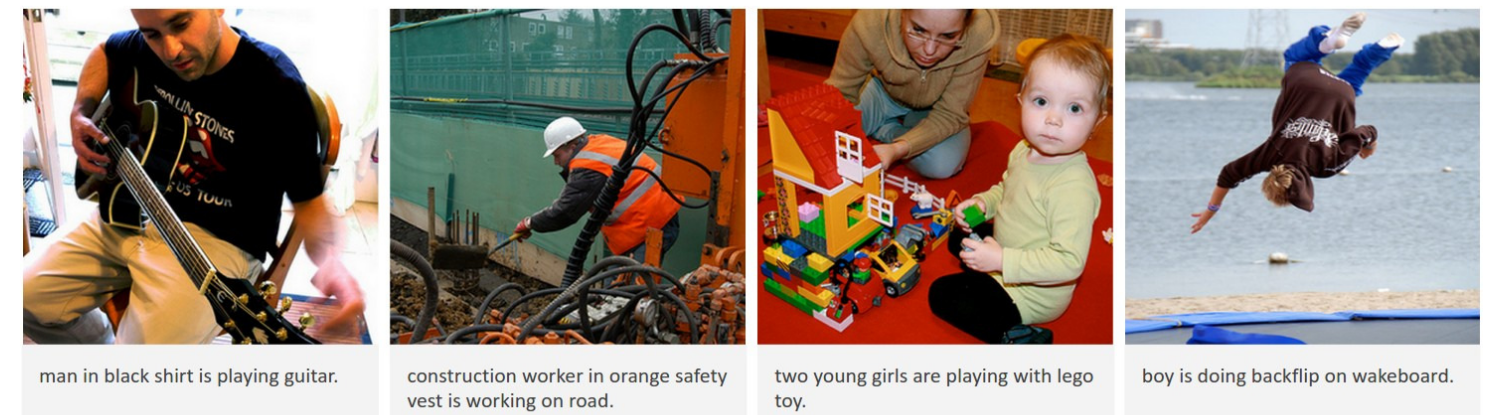 ROLLING STONES
US TOUR
man in black shirt is playing guitar.
construction worker in orange safety
vest is working on road.
two young girls are playing with lego
toy.
boy is doing backflip on wakeboard.